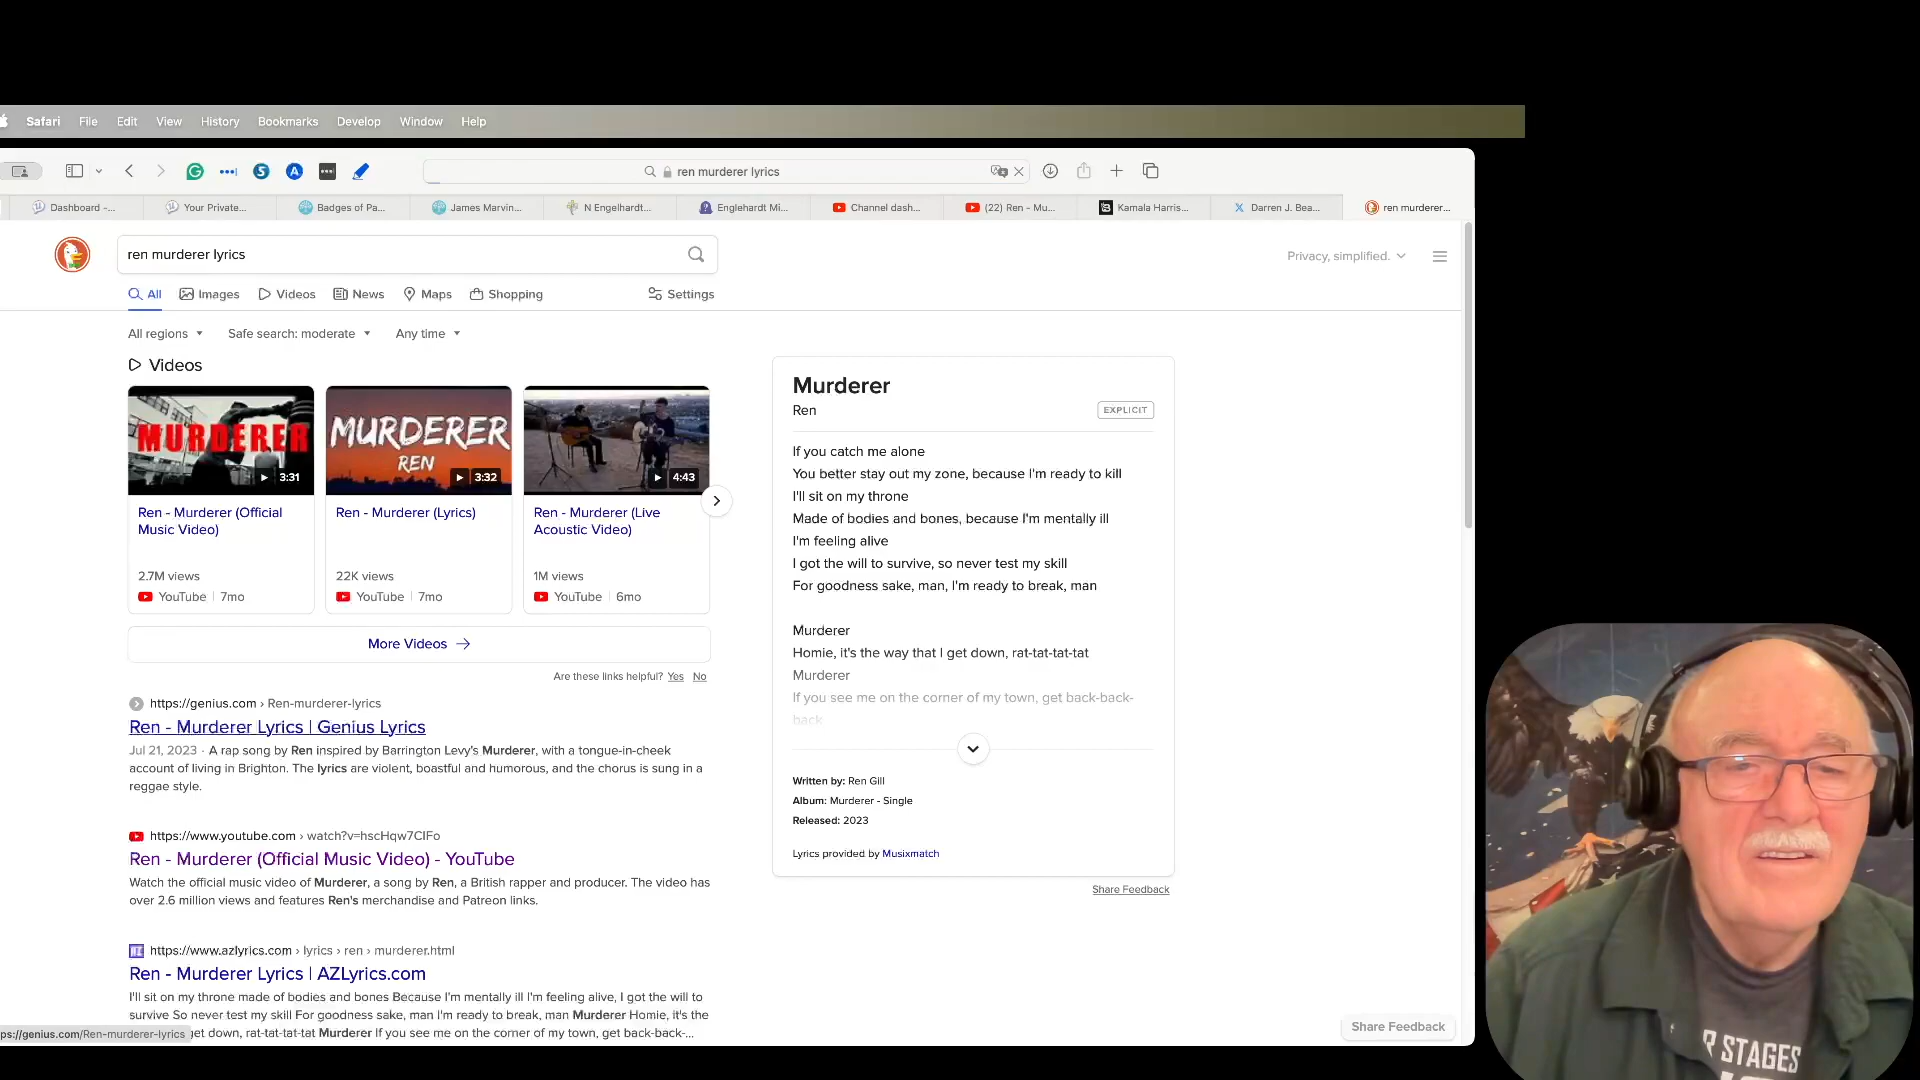 Safari File Edit View History Bookmarks Develop Window Help
ren murderer lyrics
Dashboard -... Your Private... Badges of Pa... James Marvin... N Engelhardt... Englehardt Mi... Channel dash... (22) Ren - Mu... Kamala Harris... Darren J. Bea... ren murderer...
ren murderer lyrics
Privacy, simplified.
All Images Videos News Maps Shopping Settings
All regions Safe search: moderate Any time
Videos
MURDERER
3:31
MURDERER
REN
3:32
4:43
Ren - Murderer (Official
Music Video)
2.7M views
YouTube 7mo
Ren - Murderer (Lyrics)
22K views
YouTube 7mo
Ren - Murderer (Live
Acoustic Video)
1M views
YouTube 6mo
More Videos
Are these links helpful? Yes No
https://genius.com › Ren-murderer-lyrics
Ren - Murderer Lyrics | Genius Lyrics
Jul 21, 2023 · A rap song by Ren inspired by Barrington Levy's Murderer, with a tongue-in-cheek
account of living in Brighton. The lyrics are violent, boastful and humorous, and the chorus is sung in a
reggae style.
https://www.youtube.com › watch?v=hscHqw7CIFo
Ren - Murderer (Official Music Video) - YouTube
Watch the official music video of Murderer, a song by Ren, a British rapper and producer. The video has
over 2.6 million views and features Ren's merchandise and Patreon links.
https://www.azlyrics.com › lyrics › ren › murderer.html
Ren - Murderer Lyrics | AZLyrics.com
I'll sit on my throne made of bodies and bones Because I'm mentally ill I'm feeling alive, I got the will to
survive So never test my skill For goodness sake, man I'm ready to break, man Murderer Homie, it's the
get down, rat-tat-tat-tat Murderer If you see me on the corner of my town, get back-back-...
ps://genius.com/Ren-murderer-lyrics
Murderer
Ren
EXPLICIT
If you catch me alone
You better stay out my zone, because I'm ready to kill
I'll sit on my throne
Made of bodies and bones, because I'm mentally ill
I'm feeling alive
I got the will to survive, so never test my skill
For goodness sake, man, I'm ready to break, man
Murderer
Homie, it's the way that I get down, rat-tat-tat-tat
Murderer
If you see me on the corner of my town, get back-back-
back
Written by: Ren Gill
Album: Murderer - Single
Released: 2023
Lyrics provided by Musixmatch
Share Feedback
Share Feedback
R STAGES